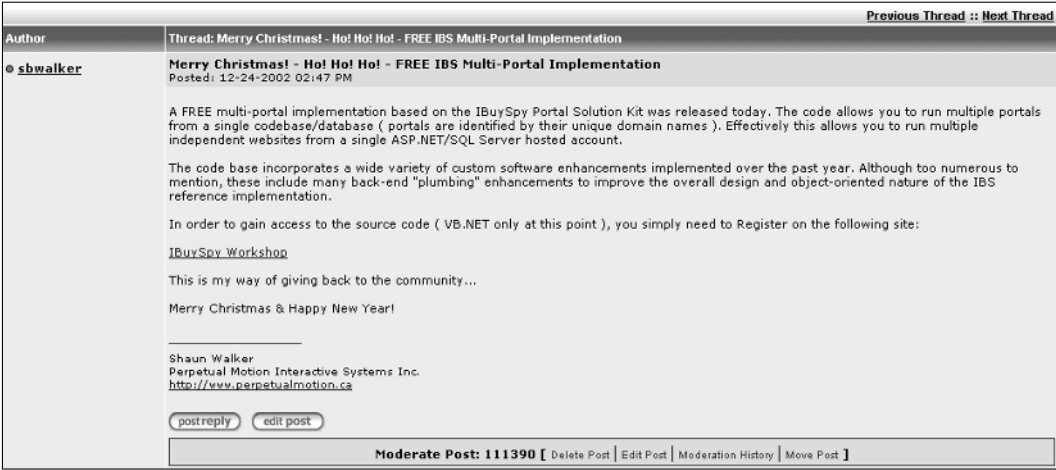 Previous Thread :: Next Thread
Author
Thread: Merry Christmas! - Ho! Ho! Ho! - FREE IBS Multi-Portal Implementation
sbwalker
Merry Christmas! - Ho! Ho! Ho! - FREE IBS Multi-Portal Implementation
Posted: 12-24-2002 02:47 PM
A FREE multi-portal implementation based on the IBuySpy Portal Solution Kit was released today. The code allows you to run multiple portals
from a single codebase/database ( portals are identified by their unique domain names ). Effectively this allows you to run multiple
independent websites from a single ASP.NET/SQL Server hosted account.
The code base incorporates a wide variety of custom software enhancements implemented over the past year. Although too numerous to
mention, these include many back-end "plumbing" enhancements to improve the overall design and object-oriented nature of the IBS
reference implementation.
In order to gain access to the source code ( VB.NET only at this point ), you simply need to Register on the following site:
IBuySpy Workshop
This is my way of giving back to the community...
Merry Christmas & Happy New Year!
Shaun Walker
Perpetual Motion Interactive Systems Inc.
http://www.perpetualmotion.ca
post reply
edit post
Moderate Post: 111390 [ Delete Post | Edit Post | Moderation History | Move Post ]